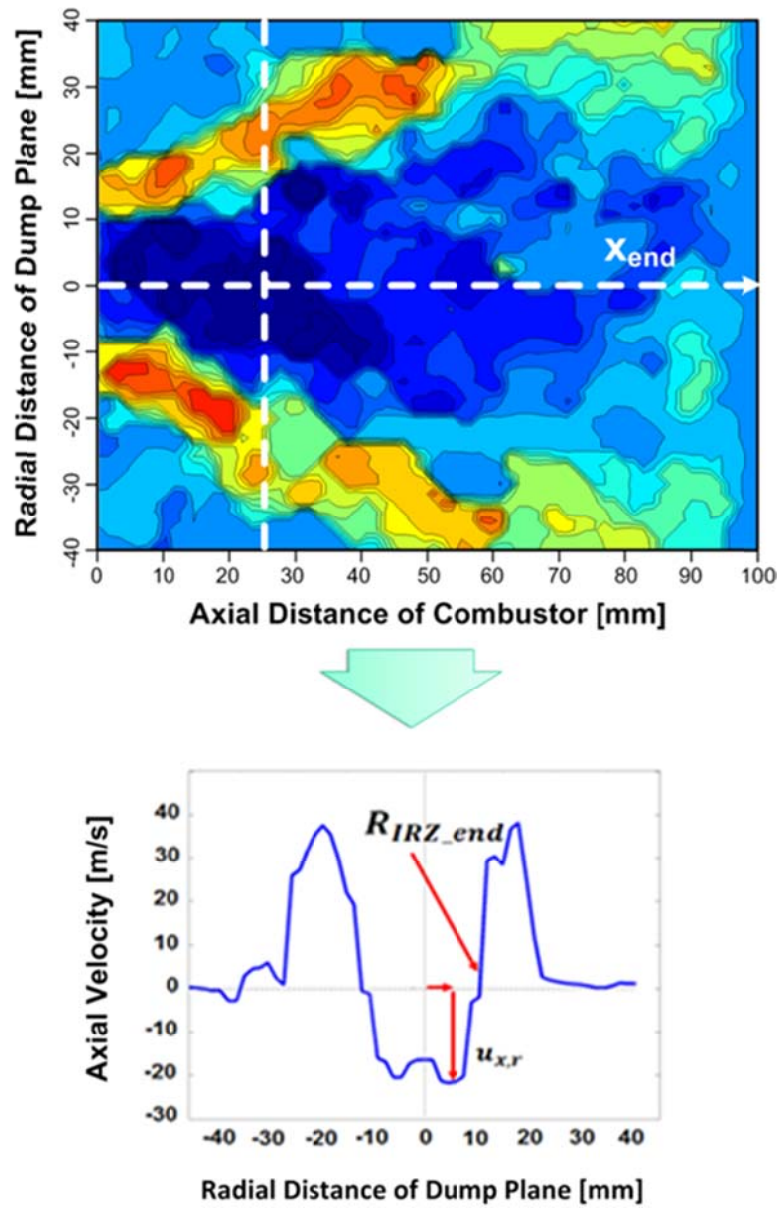 Radial Distance of Dump Plane [mm]
40
30
20
10
0
-10
-20
-30
-40
x_end
0 10 20 30 40 50 60 70 80 90 100
Axial Distance of Combustor [mm]
Axial Velocity [m/s]
40
30
20
10
0
-10
-20
-30
R_IRZ_end
u_x,r
-40 -30 -20 -10 0 10 20 30 40
Radial Distance of Dump Plane [mm]